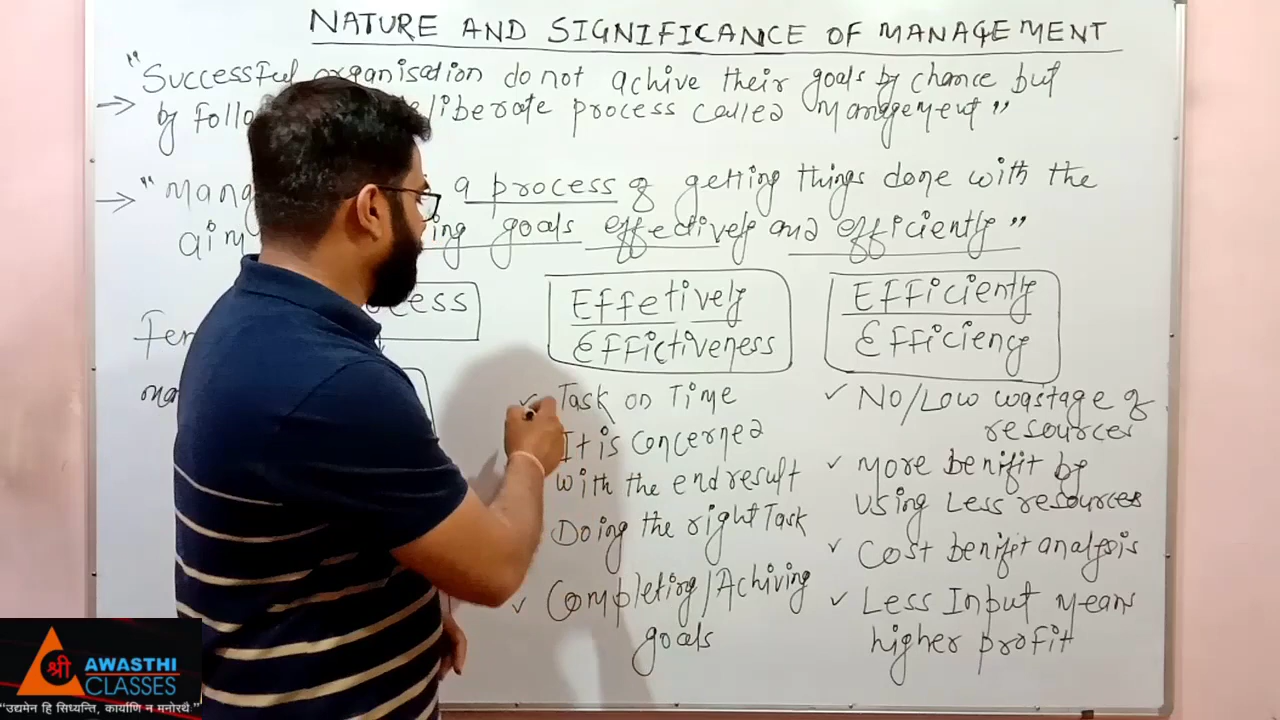 NATURE AND SIGNIFICANCE OF MANAGEMENT
"Successful organisation do not achive their goals by chance but
by follo liberate process called management"
"Mana a process of getting things done with the
aim ing goals effectively and efficiently"
cess
Effetively
Effictiveness
Efficiently
Efficiency
Task on Time
It is concerned
with the end result
Doing the right Task
Completing/Achiving
goals
No/Low wastage of
resources
more benifit by
using Less resources
Cost benifit analysis
Less Input means
higher profit
श्री
AWASTHI
CLASSES
"उद्यमेन हि सिध्यन्ति, कार्याणि न मनोरथैः"